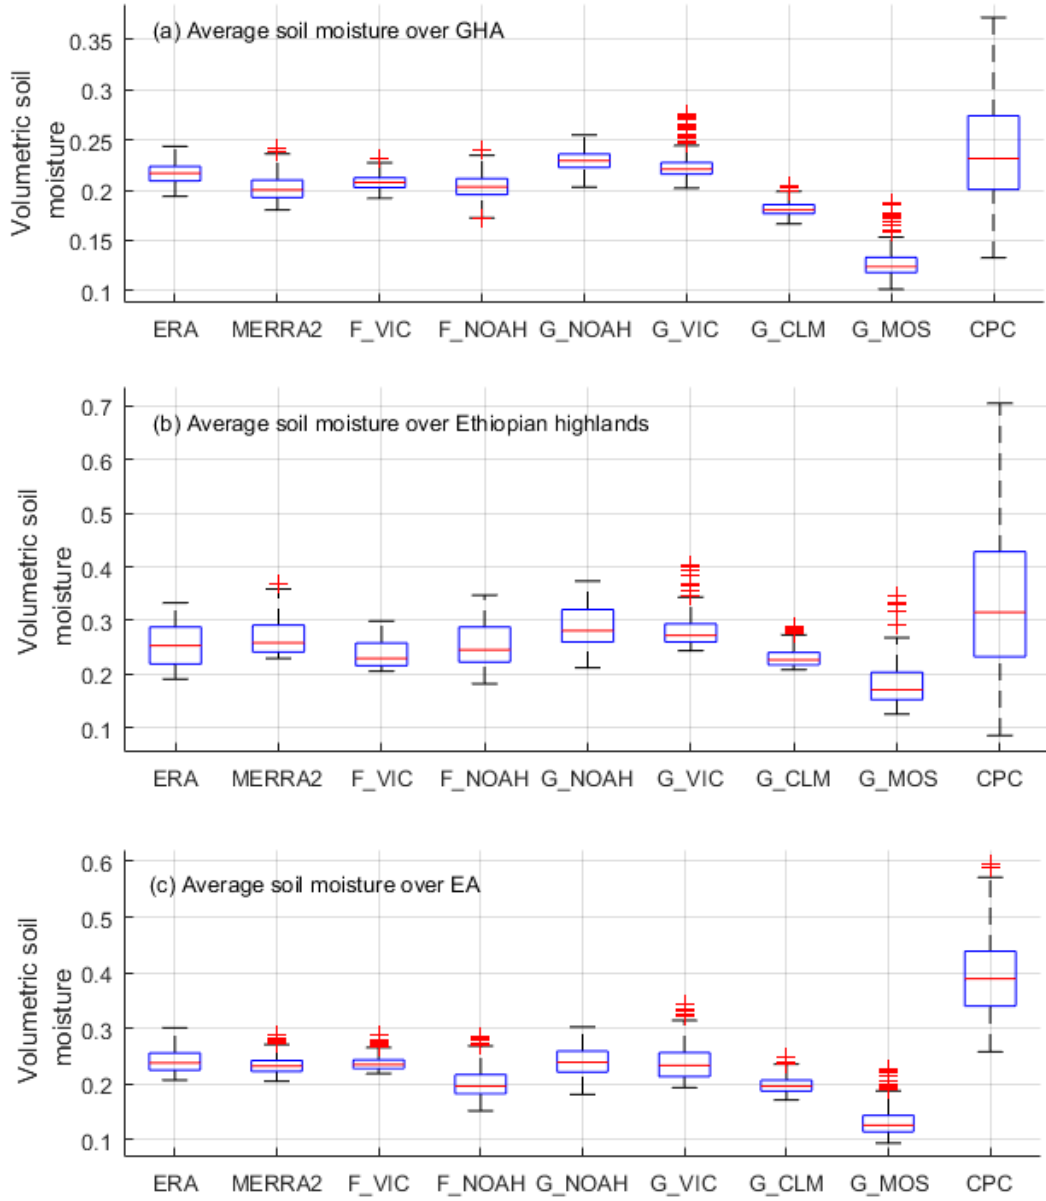 (a) Average soil moisture over GHA
Volumetric soil
moisture
0.35
0.3
0.25
0.2
0.15
0.1
ERA MERRA2 F_VIC F_NOAH G_NOAH G_VIC G_CLM G_MOS CPC
(b) Average soil moisture over Ethiopian highlands
Volumetric soil
moisture
0.7
0.6
0.5
0.4
0.3
0.2
0.1
ERA MERRA2 F_VIC F_NOAH G_NOAH G_VIC G_CLM G_MOS CPC
(c) Average soil moisture over EA
Volumetric soil
moisture
0.6
0.5
0.4
0.3
0.2
0.1
ERA MERRA2 F_VIC F_NOAH G_NOAH G_VIC G_CLM G_MOS CPC